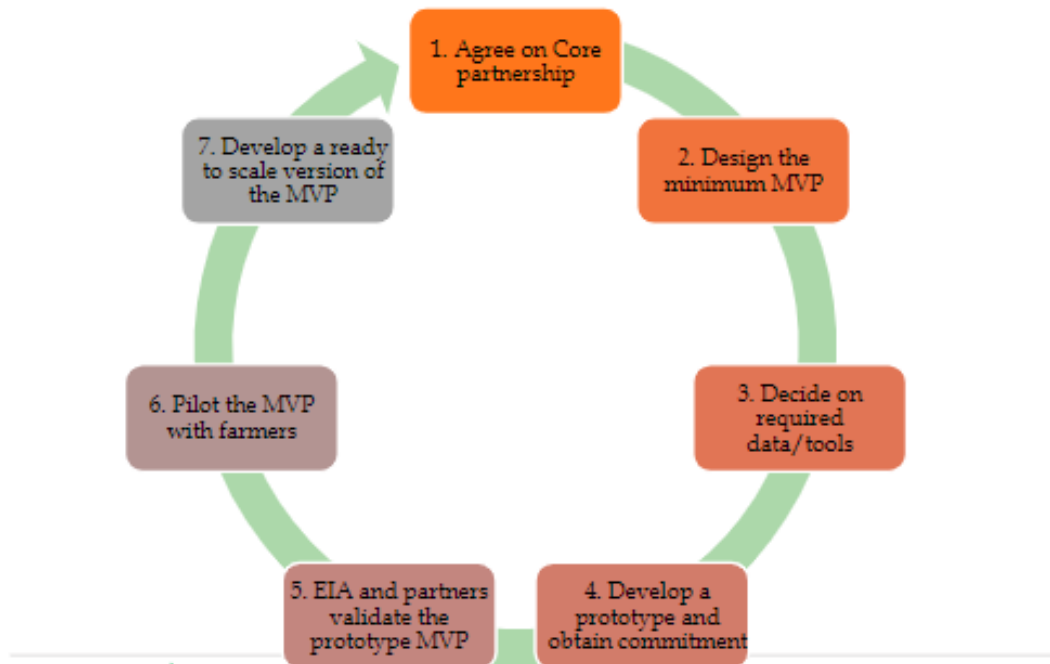 1. Agree on Core
partnership
2. Design the
minimum MVP
3. Decide on
required
data/tools
4. Develop a
prototype and
obtain commitment
5. EIA and partners
validate the
prototype MVP
6. Pilot the MVP
with farmers
7. Develop a ready
to scale version of
the MVP